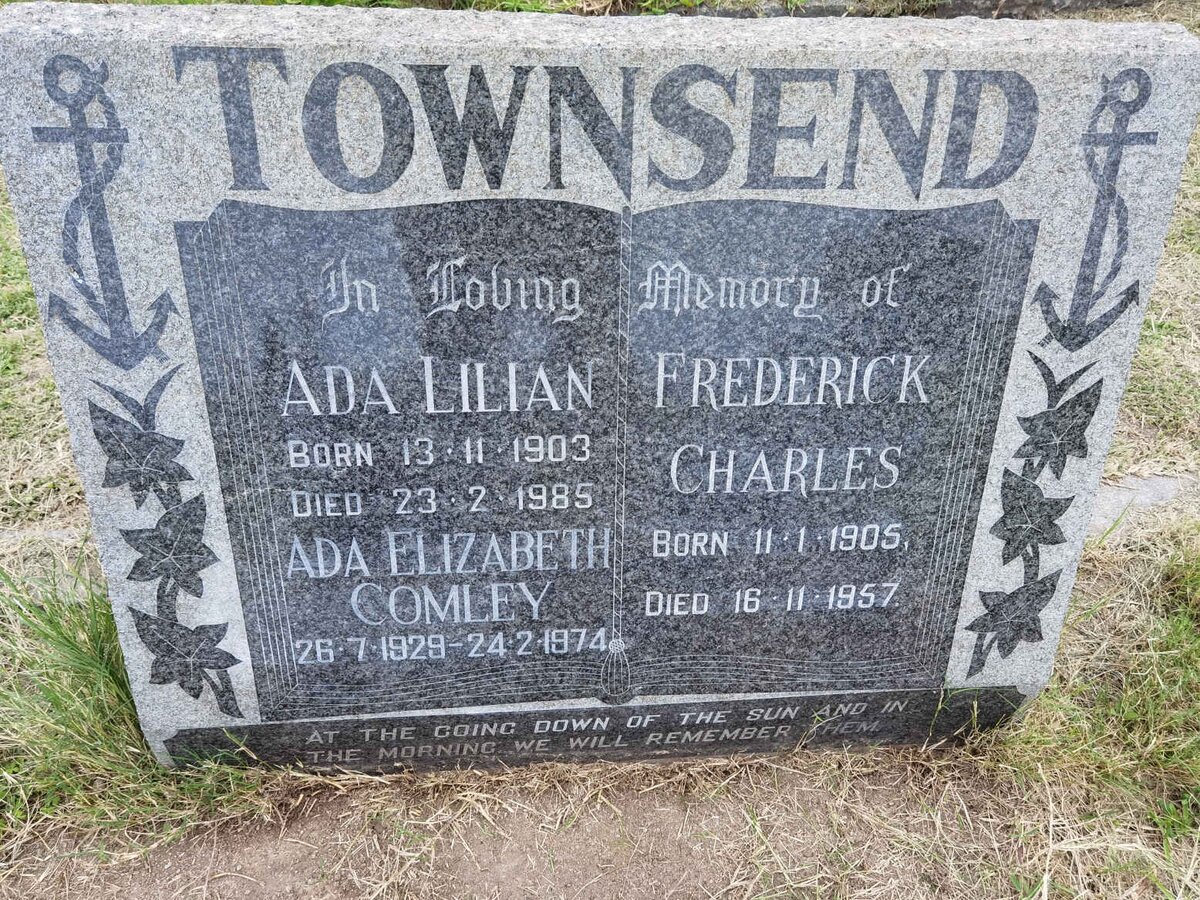 TOWNSEND
In Loving Memory of
ADA LILIAN
BORN 13·11·1903
DIED 23·2·1985
ADA ELIZABETH
COMLEY
26·7·1929-24·2·1974
FREDERICK
CHARLES
BORN 11·1·1905,
DIED 16·11·1957.
AT THE GOING DOWN OF THE SUN AND IN
THE MORNING WE WILL REMEMBER THEM.